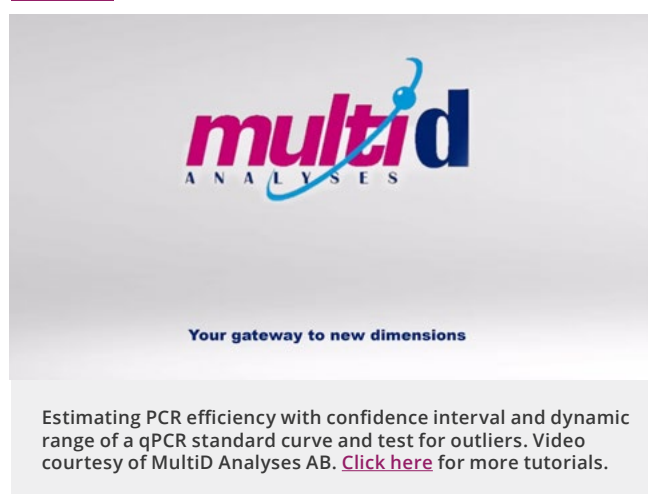 multid
ANALYSES
Your gateway to new dimensions
Estimating PCR efficiency with confidence interval and dynamic
range of a qPCR standard curve and test for outliers. Video
courtesy of MultiD Analyses AB. Click here for more tutorials.